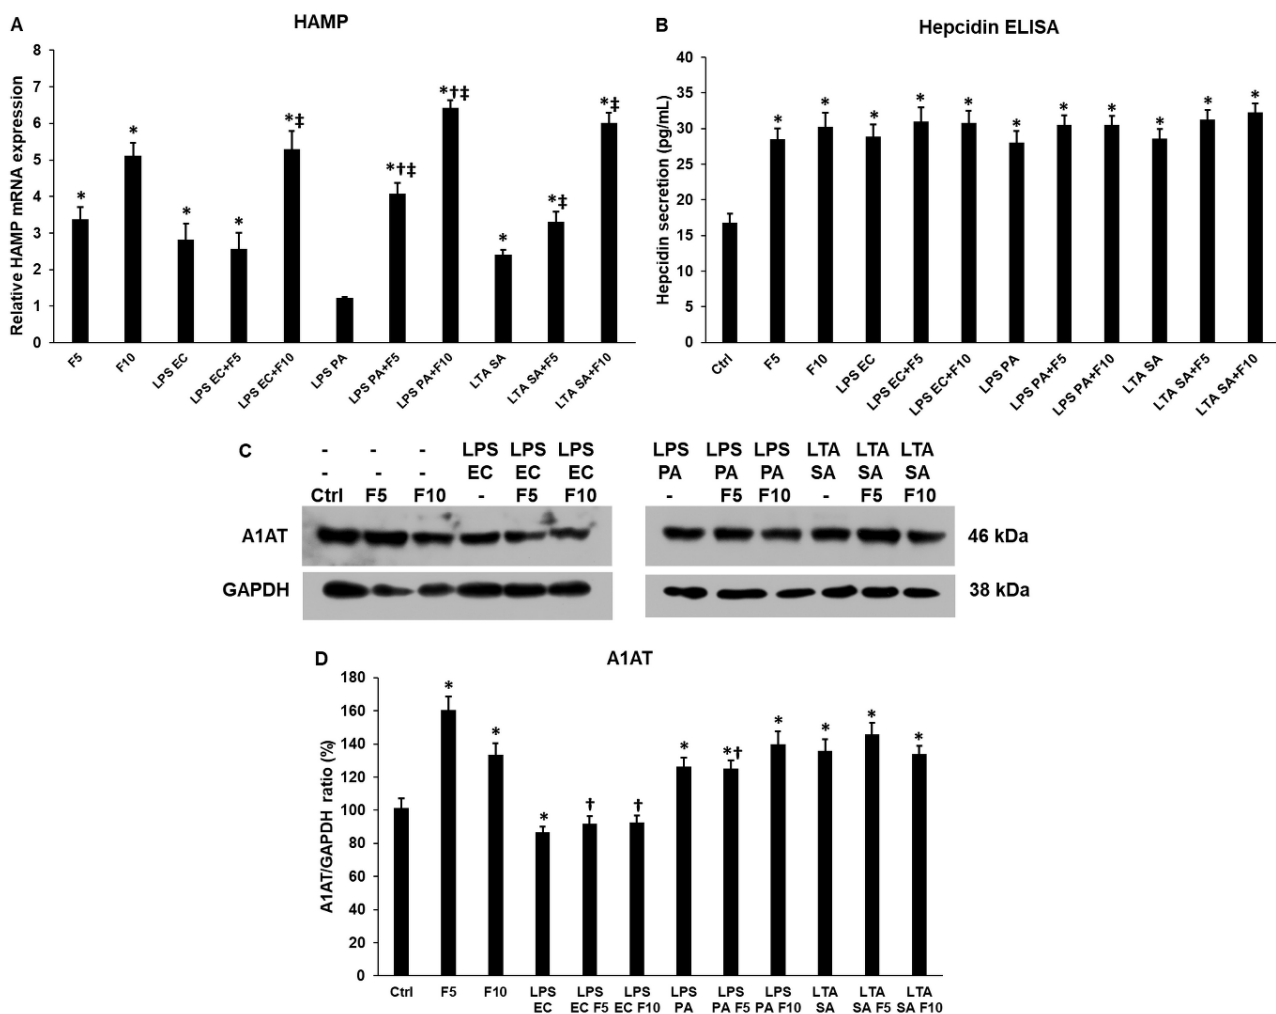 A
HAMP
Relative HAMP mRNA expression
8
7
6
5
4
3
2
1
0
*
*
*
*
*‡
*†‡
*†‡
*
*‡
*‡
F5
F10
LPS EC
LPS EC+F5
LPS EC+F10
LPS PA
LPS PA+F5
LPS PA+F10
LTA SA
LTA SA+F5
LTA SA+F10
B
Hepcidin ELISA
Hepcidin secretion (pg/mL)
40
35
30
25
20
15
10
5
0
*
*
*
*
*
*
*
*
*
*
*
Ctrl
F5
F10
LPS EC
LPS EC+F5
LPS EC+F10
LPS PA
LPS PA+F5
LPS PA+F10
LTA SA
LTA SA+F5
LTA SA+F10
C
- - - LPS LPS LPS LPS LPS LPS LTA LTA LTA
- - - EC EC EC PA PA PA SA SA SA
Ctrl F5 F10 - F5 F10 - F5 F10 - F5 F10
A1AT
46 kDa
GAPDH
38 kDa
D
A1AT
A1AT/GAPDH ratio (%)
180
160
140
120
100
80
60
40
20
0
*
*
*
†
†
*
*†
*
*
*
*
Ctrl
F5
F10
LPS
EC
LPS
EC F5
LPS
EC F10
LPS
PA
LPS
PA F5
LPS
PA F10
LTA
SA
LTA
SA F5
LTA
SA F10